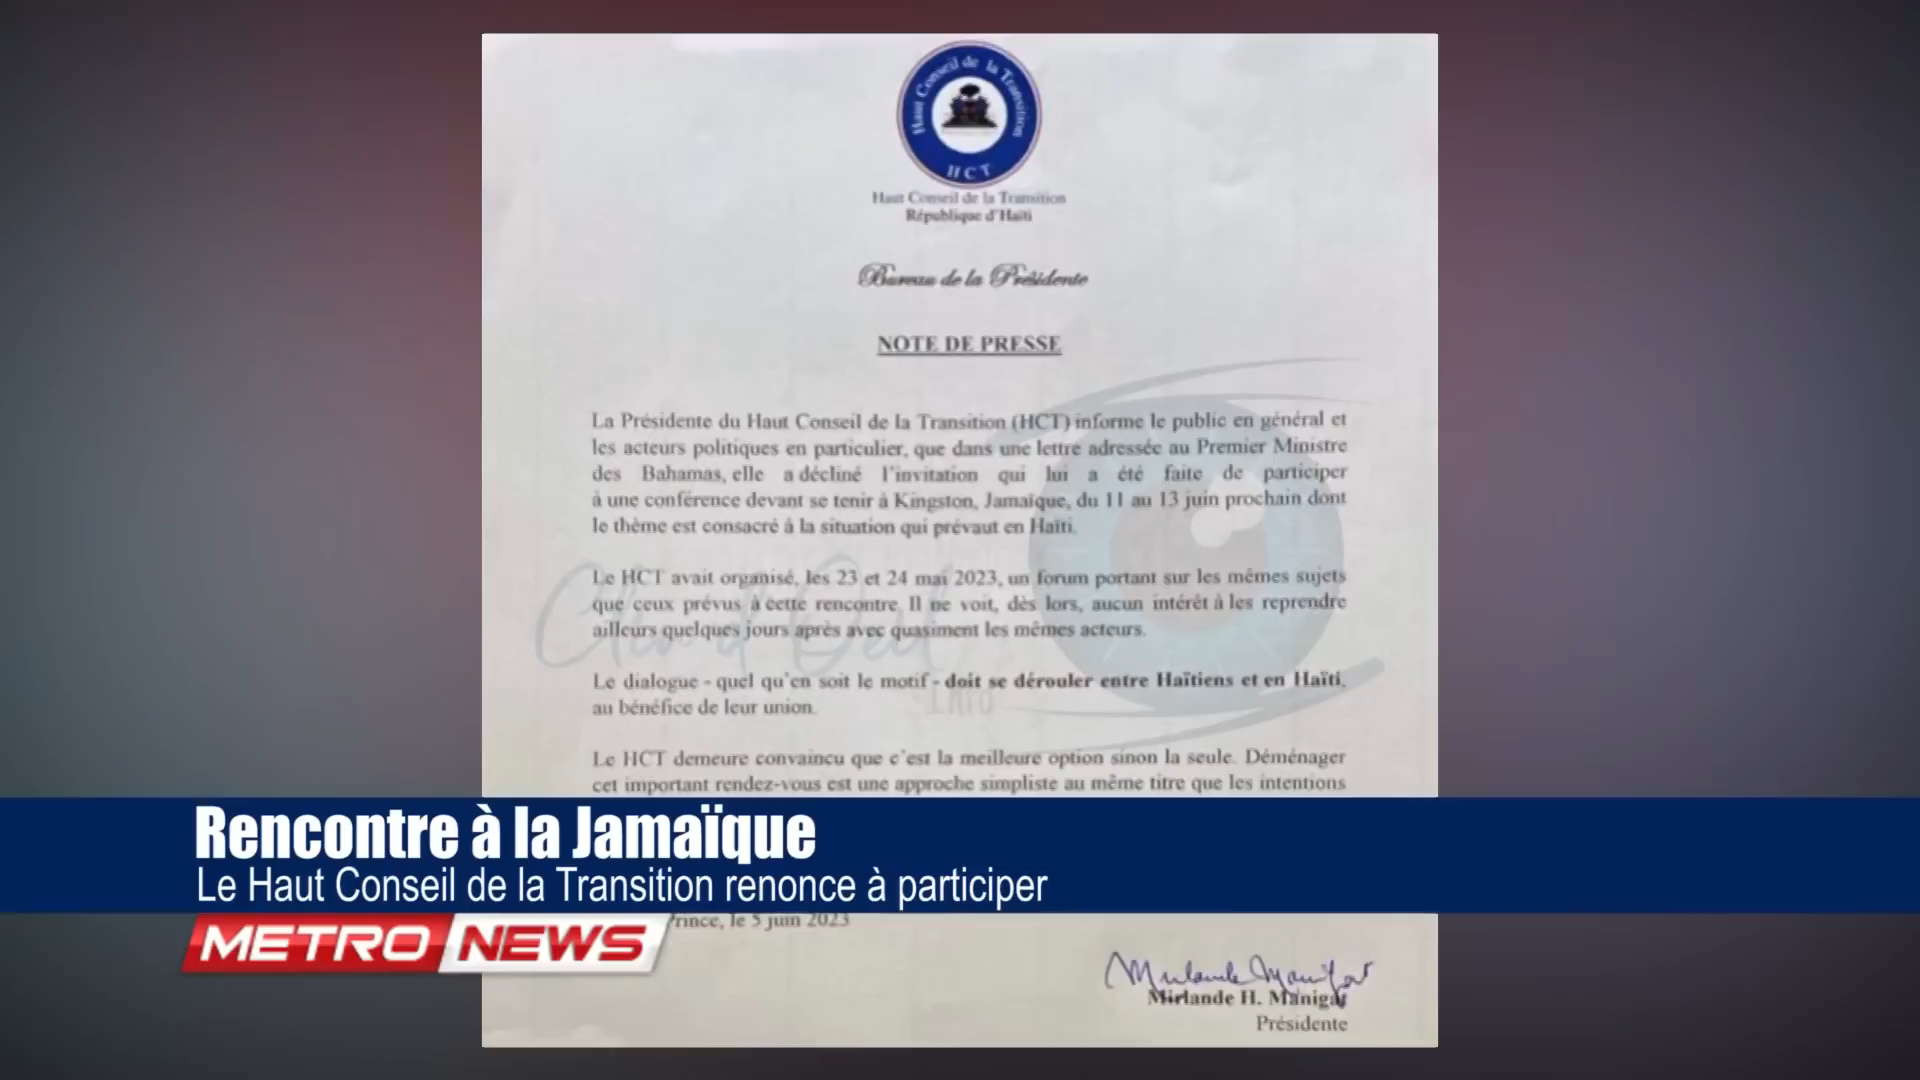 Haut Conseil de la Transition
HCT
Haut Conseil de la Transition
République d'Haïti
Bureau de la Présidente
NOTE DE PRESSE
La Présidente du Haut Conseil de la Transition (HCT) informe le public en général et
les acteurs politiques en particulier, que dans une lettre adressée au Premier Ministre
des Bahamas, elle a décliné l'invitation qui lui a été faite de participer
à une conférence devant se tenir à Kingston, Jamaïque, du 11 au 13 juin prochain dont
le thème est consacré à la situation qui prévaut en Haïti.
Le HCT avait organisé, les 23 et 24 mai 2023, un forum portant sur les mêmes sujets
que ceux prévus à cette rencontre. Il ne voit, dès lors, aucun intérêt à les reprendre
ailleurs quelques jours après avec quasiment les mêmes acteurs.
Le dialogue - quel qu'en soit le motif - doit se dérouler entre Haïtiens et en Haïti,
au bénéfice de leur union.
Le HCT demeure convaincu que c'est la meilleure option sinon la seule. Déménager
cet important rendez-vous est une approche simpliste au même titre que les intentions
Rencontre à la Jamaïque
Le Haut Conseil de la Transition renonce à participer
Prince, le 5 juin 2023
METRO NEWS
Mirlande Manigat
Mirlande H. Manigat
Présidente
Clin d'Oeil
Info